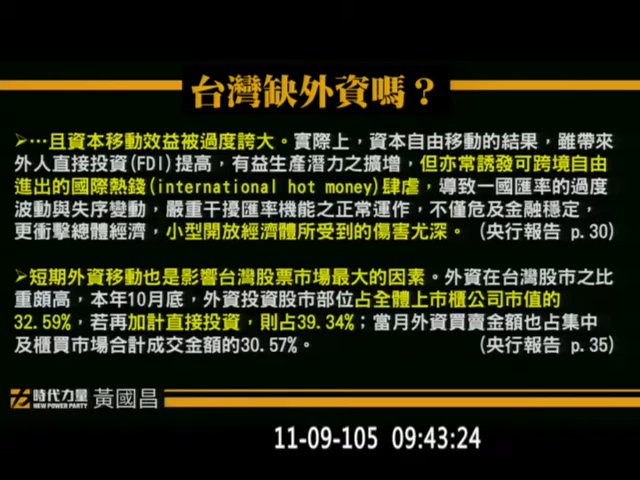 台灣缺外資嗎？
➢…且資本移動效益被過度誇大。實際上，資本自由移動的結果，雖帶來
外人直接投資(FDI)提高，有益生產潛力之擴增，但亦常誘發可跨境自由
進出的國際熱錢(international hot money)肆虐，導致一國匯率的過度
波動與失序變動，嚴重干擾匯率機能之正常運作，不僅危及金融穩定，
更衝擊總體經濟，小型開放經濟體所受到的傷害尤深。 (央行報告 p.30)
➢短期外資移動也是影響台灣股票市場最大的因素。外資在台灣股市之比
重頗高，本年10月底，外資投資股市部位占全體上市櫃公司市值的
32.59%，若再加計直接投資，則占39.34%；當月外資買賣金額也占集中
及櫃買市場合計成交金額的30.57%。 (央行報告 p.35)
時代力量 NEW POWER PARTY 黃國昌
11-09-105 09:43:24